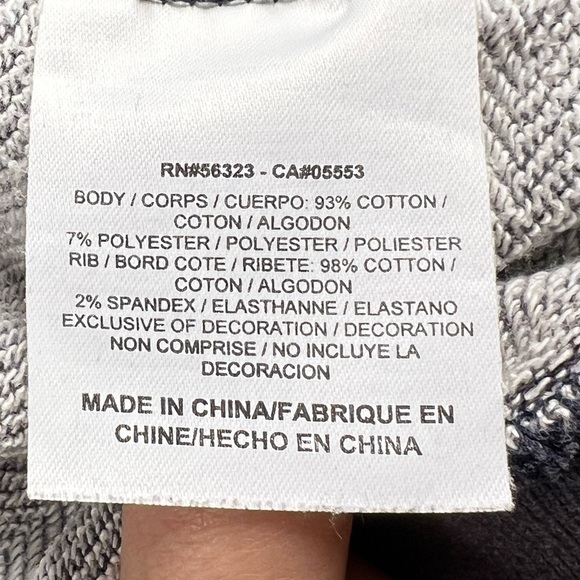 RN#56323 - CA#05553
BODY / CORPS / CUERPO: 93% COTTON /
COTON / ALGODON
7% POLYESTER / POLYESTER / POLIESTER
RIB / BORD COTE / RIBETE: 98% COTTON /
COTON / ALGODON
2% SPANDEX / ELASTHANNE / ELASTANO
EXCLUSIVE OF DECORATION / DECORATION
NON COMPRISE / NO INCLUYE LA
DECORACION
MADE IN CHINA/FABRIQUE EN
CHINE/HECHO EN CHINA